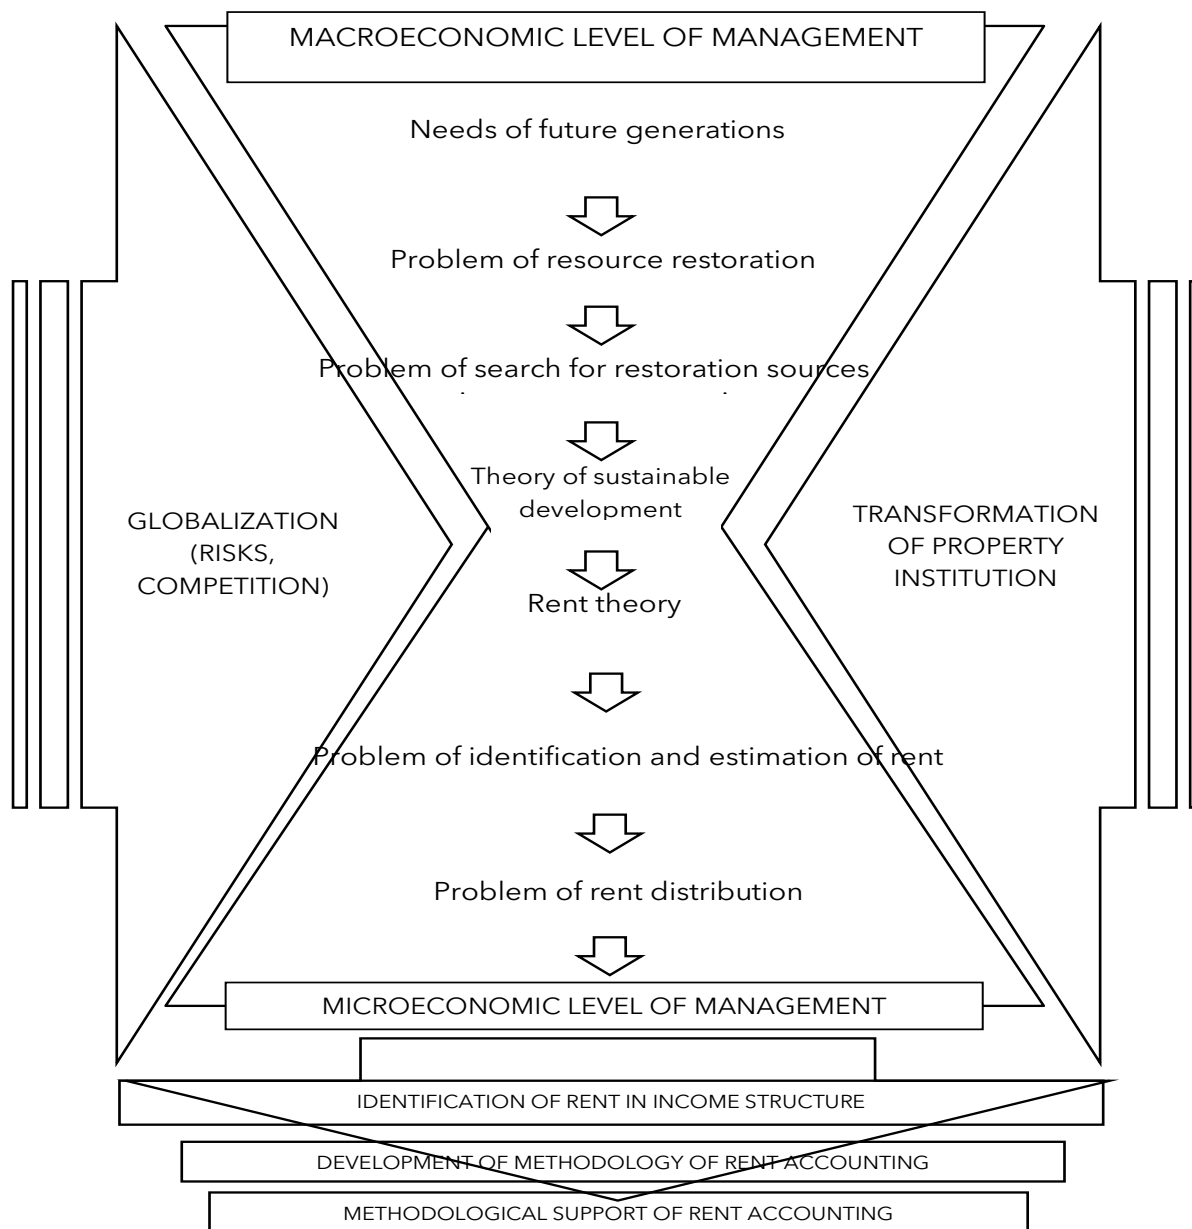 MACROECONOMIC LEVEL OF MANAGEMENT
Needs of future generations
Problem of resource restoration
Problem of search for restoration sources
Theory of sustainable
development
GLOBALIZATION
(RISKS,
COMPETITION)
TRANSFORMATION
OF PROPERTY
INSTITUTION
Rent theory
Problem of identification and estimation of rent
Problem of rent distribution
MICROECONOMIC LEVEL OF MANAGEMENT
IDENTIFICATION OF RENT IN INCOME STRUCTURE
DEVELOPMENT OF METHODOLOGY OF RENT ACCOUNTING
METHODOLOGICAL SUPPORT OF RENT ACCOUNTING